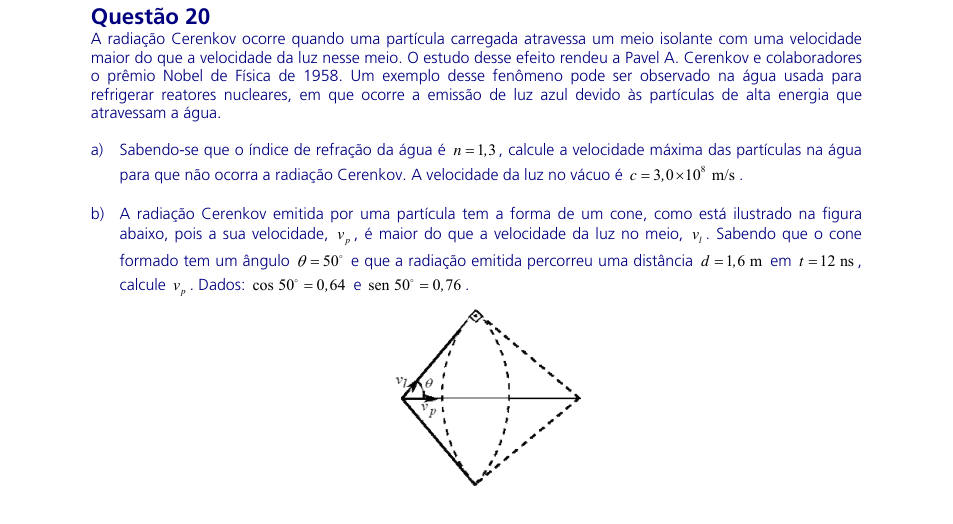 Questão 20
A radiação Cerenkov ocorre quando uma partícula carregada atravessa um meio isolante com uma velocidade
maior do que a velocidade da luz nesse meio. O estudo desse efeito rendeu a Pavel A. Cerenkov e colaboradores
o prêmio Nobel de Física de 1958. Um exemplo desse fenômeno pode ser observado na água usada para
refrigerar reatores nucleares, em que ocorre a emissão de luz azul devido às partículas de alta energia que
atravessam a água.
a) Sabendo-se que o índice de refração da água é n = 1,3, calcule a velocidade máxima das partículas na água
para que não ocorra a radiação Cerenkov. A velocidade da luz no vácuo é c = 3,0×10⁸ m/s.
b) A radiação Cerenkov emitida por uma partícula tem a forma de um cone, como está ilustrado na figura
abaixo, pois a sua velocidade, vₚ, é maior do que a velocidade da luz no meio, vₗ. Sabendo que o cone
formado tem um ângulo θ = 50° e que a radiação emitida percorreu uma distância d = 1,6 m em t = 12 ns,
calcule vₚ. Dados: cos 50° = 0,64 e sen 50° = 0,76.
vₗ θ
vₚ